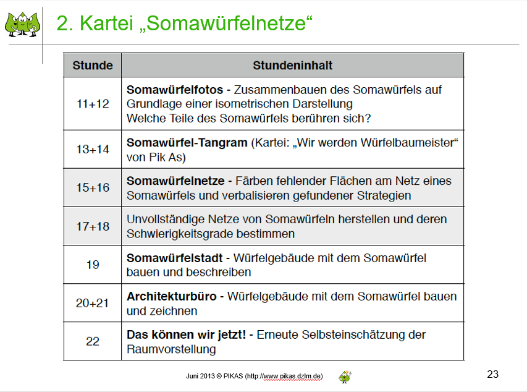 2. Kartei „Somawürfelnetze“
Stunde Stundeninhalt
11+12 Somawürfelfotos - Zusammenbauen des Somawürfels auf
Grundlage einer isometrischen Darstellung
Welche Teile des Somawürfels berühren sich?
13+14 Somawürfel-Tangram (Kartei: „Wir werden Würfelbaumeister“
von Pik As)
15+16 Somawürfelnetze - Färben fehlender Flächen am Netz eines
Somawürfels und verbalisieren gefundener Strategien
17+18 Unvollständige Netze von Somawürfeln herstellen und deren
Schwierigkeitsgrade bestimmen
19 Somawürfelstadt - Würfelgebäude mit dem Somawürfel
bauen und beschreiben
20+21 Architekturbüro - Würfelgebäude mit dem Somawürfel bauen
und zeichnen
22 Das können wir jetzt! - Erneute Selbsteinschätzung der
Raumvorstellung
Juni 2013 © PIKAS (http://www.pikas.dzlm.de)
23